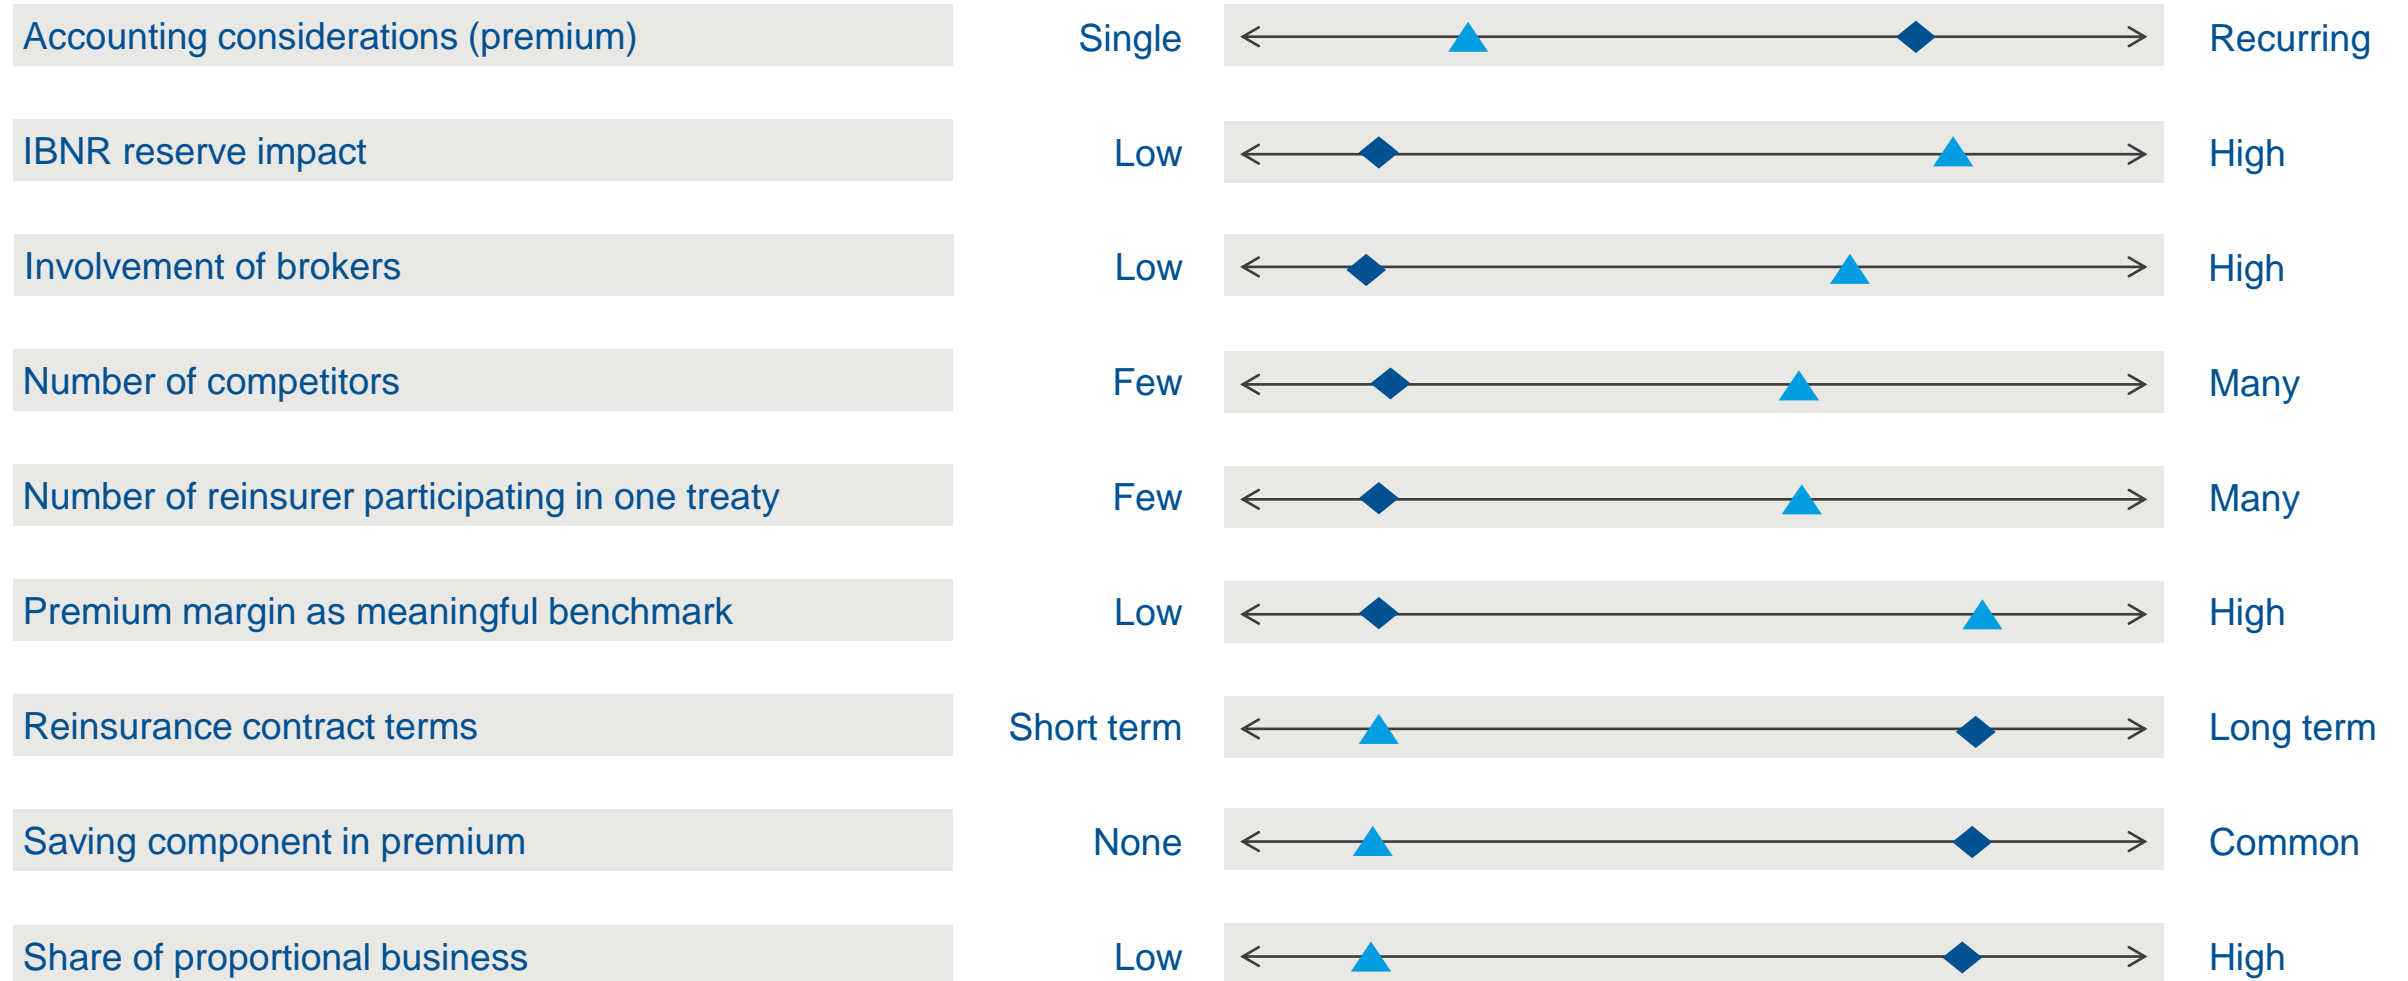 Accounting considerations (premium) Single Recurring
IBNR reserve impact Low High
Involvement of brokers Low High
Number of competitors Few Many
Number of reinsurer participating in one treaty Few Many
Premium margin as meaningful benchmark Low High
Reinsurance contract terms Short term Long term
Saving component in premium None Common
Share of proportional business Low High